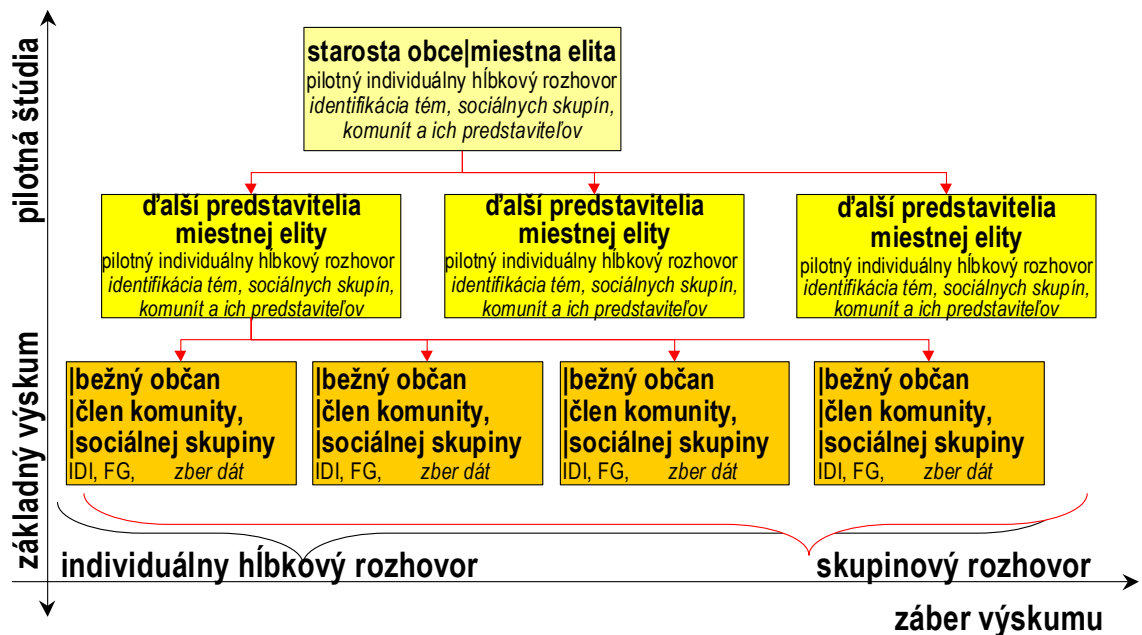 pilotná štúdia
starosta obce|miestna elita
pilotný individuálny hĺbkový rozhovor
identifikácia tém, sociálnych skupín,
komunít a ich predstaviteľov
ďalší predstavitelia
miestnej elity
pilotný individuálny hĺbkový rozhovor
identifikácia tém, sociálnych skupín,
komunít a ich predstaviteľov
ďalší predstavitelia
miestnej elity
pilotný individuálny hĺbkový rozhovor
identifikácia tém, sociálnych skupín,
komunít a ich predstaviteľov
ďalší predstavitelia
miestnej elity
pilotný individuálny hĺbkový rozhovor
identifikácia tém, sociálnych skupín,
komunít a ich predstaviteľov
základný výskum
|bežný občan
|člen komunity,
|sociálnej skupiny
IDI, FG, zber dát
|bežný občan
|člen komunity,
|sociálnej skupiny
IDI, FG, zber dát
|bežný občan
|člen komunity,
|sociálnej skupiny
IDI, FG, zber dát
|bežný občan
|člen komunity,
|sociálnej skupiny
IDI, FG, zber dát
individuálny hĺbkový rozhovor
skupinový rozhovor
záber výskumu